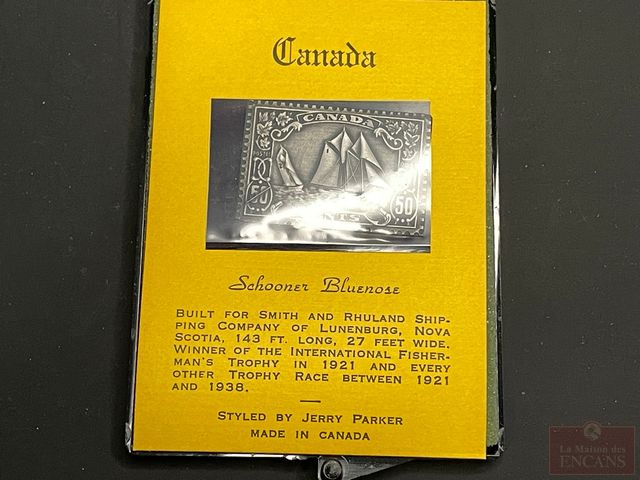 Canada
CANADA
50
50
CENTS
Schooner Bluenose
BUILT FOR SMITH AND RHULAND SHIP-
PING COMPANY OF LUNENBURG, NOVA
SCOTIA, 143 FT. LONG, 27 FEET WIDE.
WINNER OF THE INTERNATIONAL FISHER-
MAN'S TROPHY IN 1921 AND EVERY
OTHER TROPHY RACE BETWEEN 1921
AND 1938.
STYLED BY JERRY PARKER
MADE IN CANADA
La Maison des
ENCANS